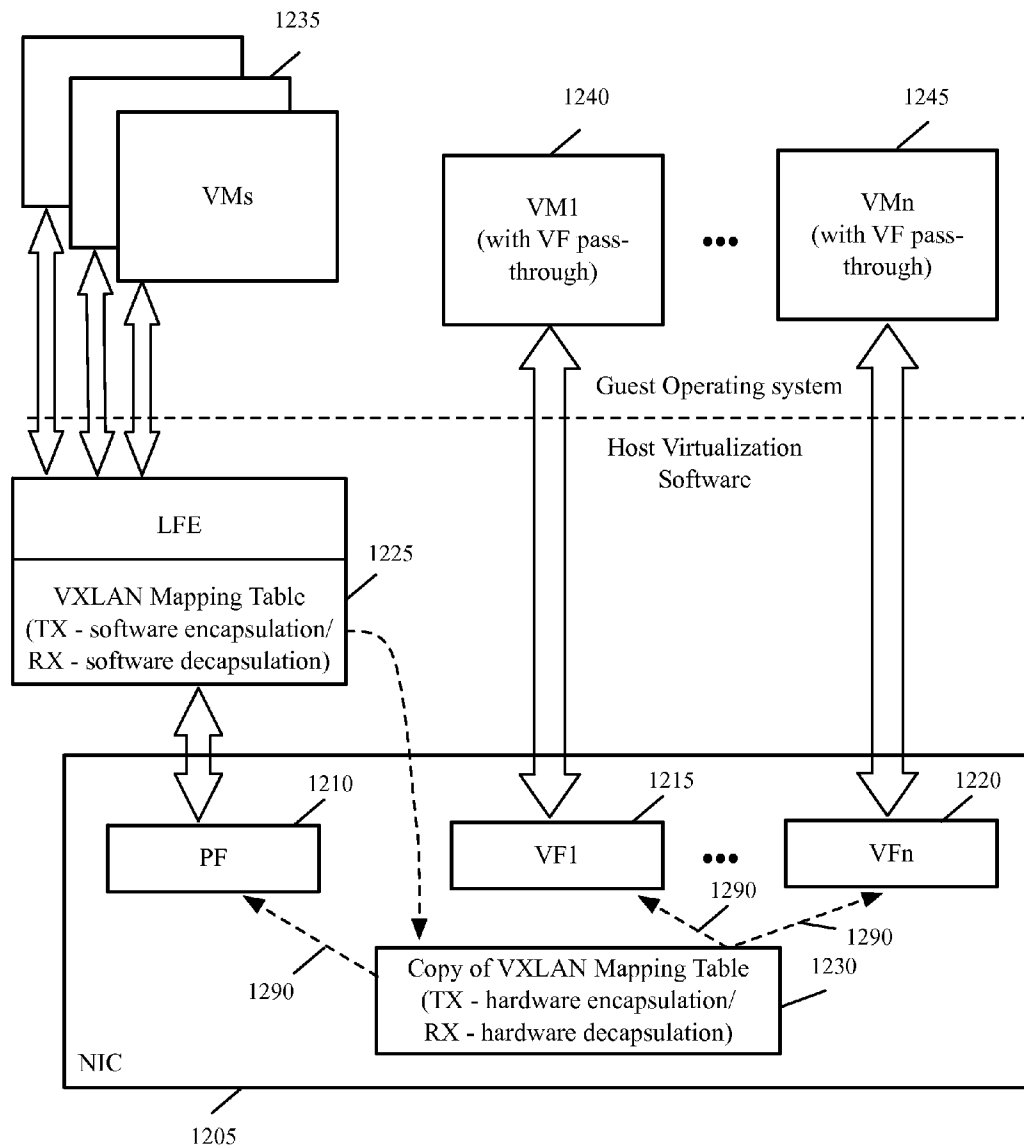 1235
1240
1245
VMs
VM1
(with VF pass-
through)
VMn
(with VF pass-
through)
Guest Operating system
Host Virtualization
Software
LFE
1225
VXLAN Mapping Table
(TX - software encapsulation/
RX - software decapsulation)
1210
1215
1220
PF
VF1
VFn
1290
1290
1290
Copy of VXLAN Mapping Table
(TX - hardware encapsulation/
RX - hardware decapsulation)
1230
NIC
1205